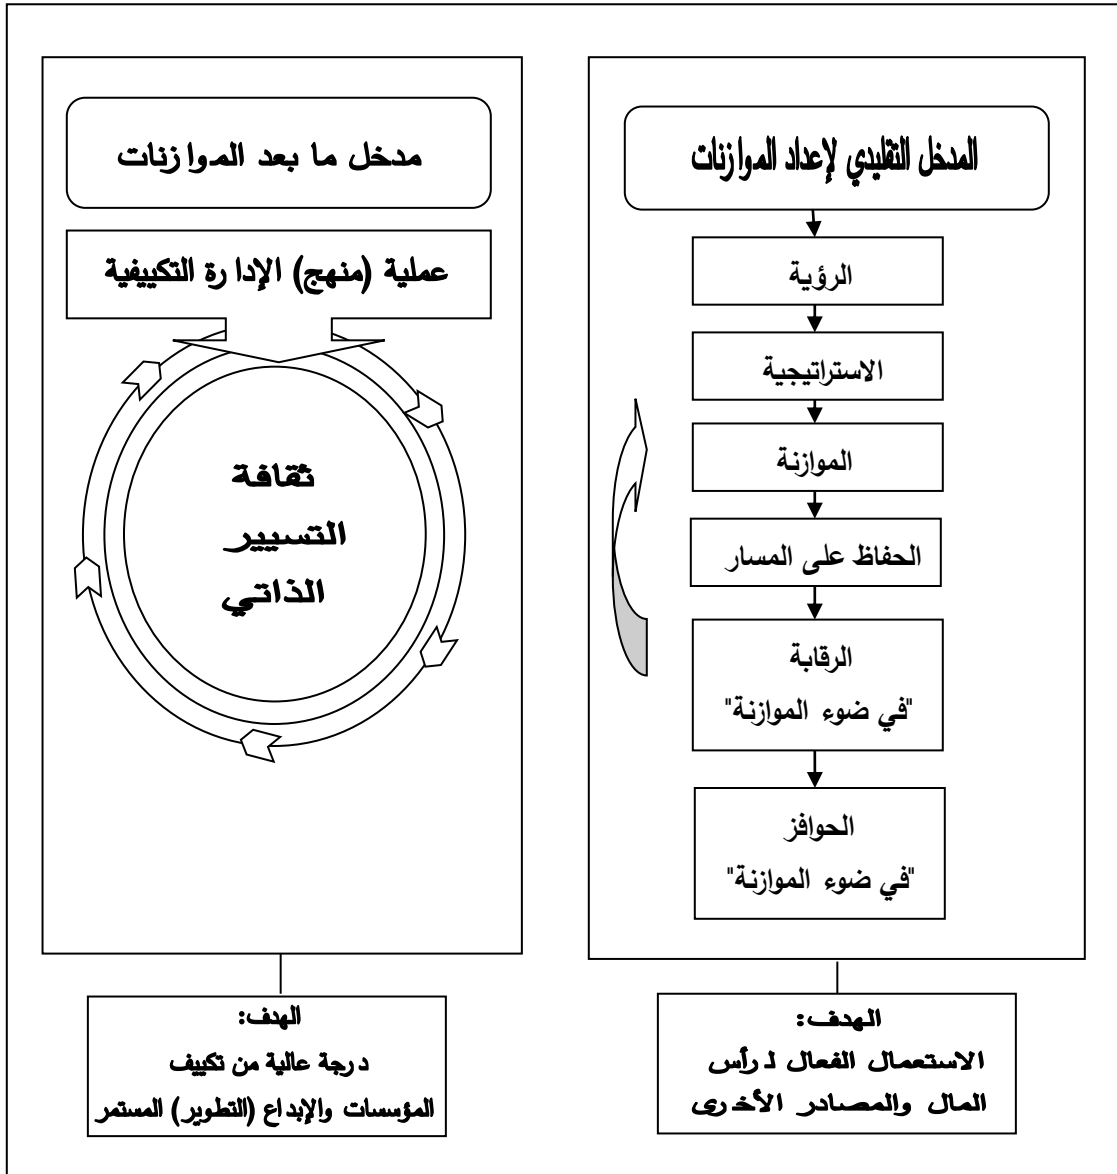 المدخل التقليدي لإعداد الموازنات
الرؤية
الاستراتيجية
الموازنة
الحفاظ على المسار
الرقابة
"في ضوء الموازنة"
الحوافز
"في ضوء الموازنة"
الهدف:
الاستعمال الفعال لرأس
المال والمصادر الأخرى
مدخل ما بعد الموازنات
عملية (منهج) الإدارة التكييفية
ثقافة
التسيير
الذاتي
الهدف:
درجة عالية من تكييف
المؤسسات والإبداع (التطوير) المستمر